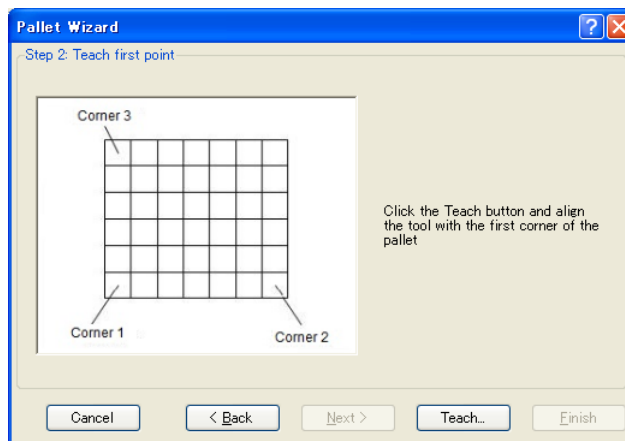 Pallet Wizard
Step 2: Teach first point
Corner 3
Corner 1
Corner 2
Click the Teach button and align
the tool with the first corner of the
pallet
Cancel
< Back
Next >
Teach...
Finish